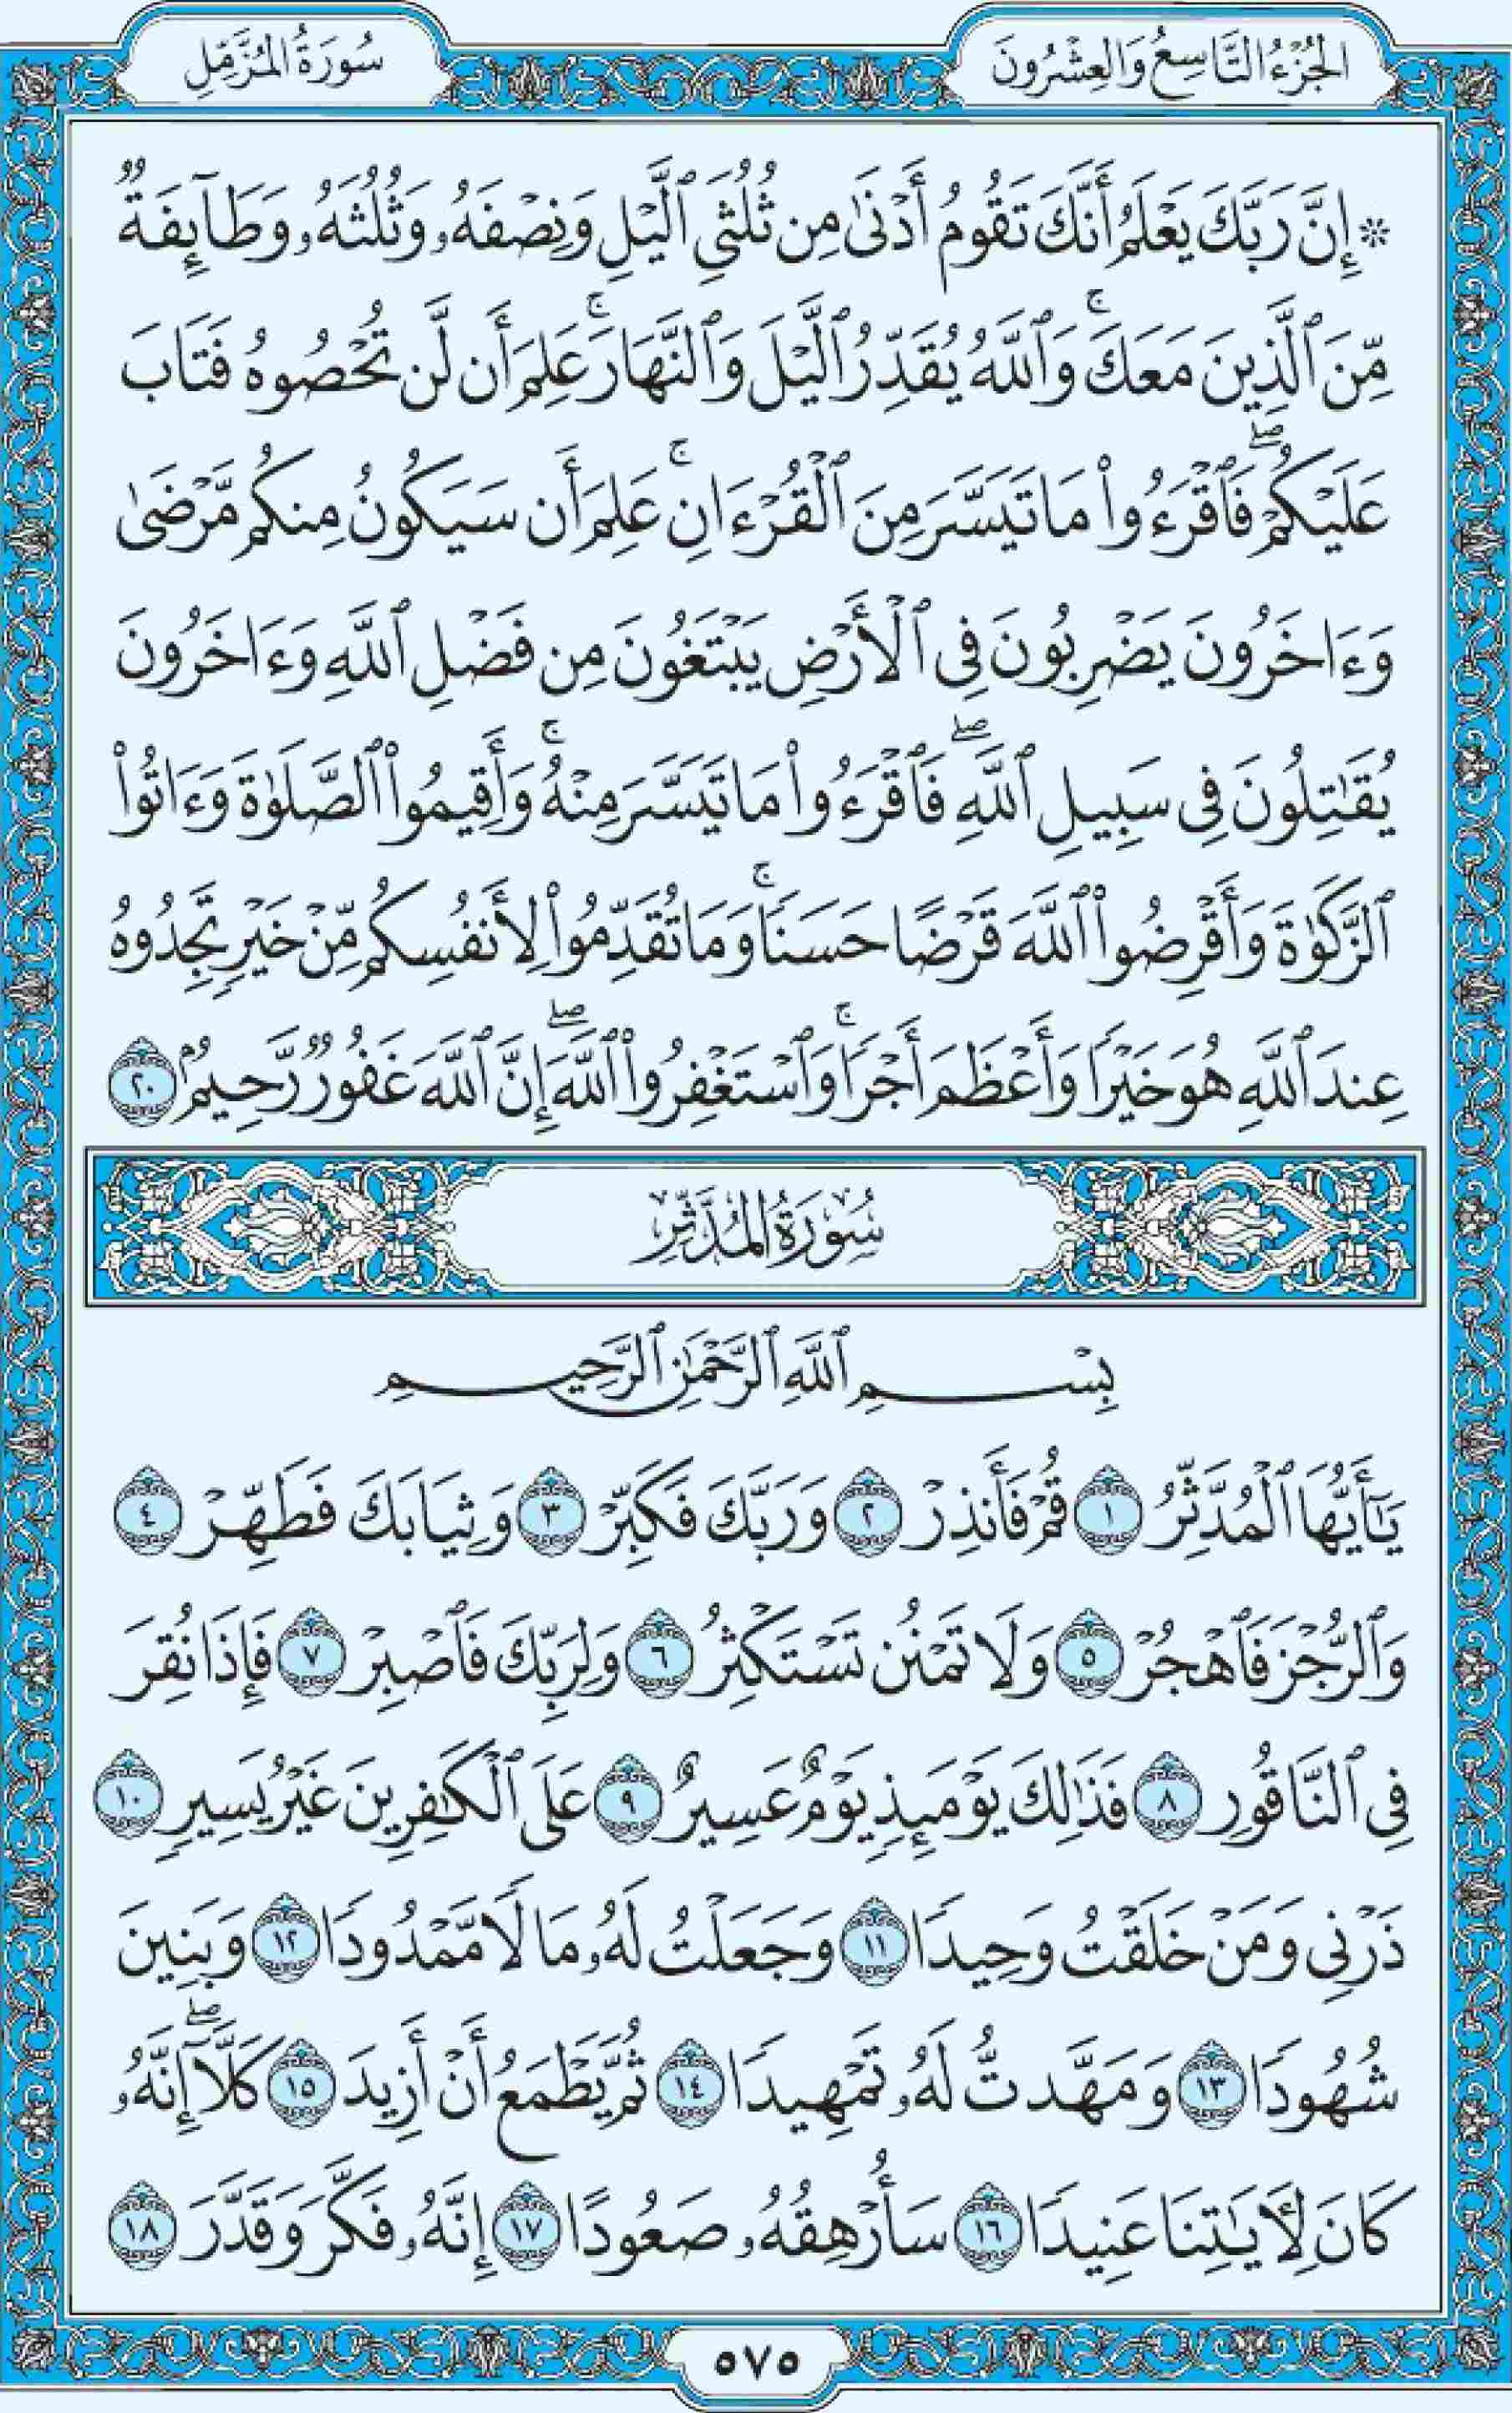 الجُزْءُ التَّاسِعُ وَالعِشْرُونَ
سُورَةُ المُزَّمِّلِ
۞ إِنَّ رَبَّكَ يَعْلَمُ أَنَّكَ تَقُومُ أَدْنَىٰ مِن ثُلُثَيِ ٱلَّيْلِ وَنِصْفَهُۥ وَثُلُثَهُۥ وَطَآئِفَةٌ
مِّنَ ٱلَّذِينَ مَعَكَۚ وَٱللَّهُ يُقَدِّرُ ٱلَّيْلَ وَٱلنَّهَارَۚ عَلِمَ أَن لَّن تُحْصُوهُ فَتَابَ
عَلَيْكُمْۖ فَٱقْرَءُوا۟ مَا تَيَسَّرَ مِنَ ٱلْقُرْءَانِۚ عَلِمَ أَن سَيَكُونُ مِنكُم مَّرْضَىٰ
وَءَاخَرُونَ يَضْرِبُونَ فِى ٱلْأَرْضِ يَبْتَغُونَ مِن فَضْلِ ٱللَّهِ وَءَاخَرُونَ
يُقَٰتِلُونَ فِى سَبِيلِ ٱللَّهِۖ فَٱقْرَءُوا۟ مَا تَيَسَّرَ مِنْهُۚ وَأَقِيمُوا۟ ٱلصَّلَوٰةَ وَءَاتُوا۟
ٱلزَّكَوٰةَ وَأَقْرِضُوا۟ ٱللَّهَ قَرْضًا حَسَنًاۚ وَمَا تُقَدِّمُوا۟ لِأَنفُسِكُم مِّنْ خَيْرٍ تَجِدُوهُ
عِندَ ٱللَّهِ هُوَ خَيْرًا وَأَعْظَمَ أَجْرًاۚ وَٱسْتَغْفِرُوا۟ ٱللَّهَۖ إِنَّ ٱللَّهَ غَفُورٌ رَّحِيمٌۢ ٢٠
سُورَةُ المُدَّثِّرِ
بِسْمِ ٱللَّهِ ٱلرَّحْمَٰنِ ٱلرَّحِيمِ
يَٰٓأَيُّهَا ٱلْمُدَّثِّرُ ١ قُمْ فَأَنذِرْ ٢ وَرَبَّكَ فَكَبِّرْ ٣ وَثِيَابَكَ فَطَهِّرْ ٤
وَٱلرُّجْزَ فَٱهْجُرْ ٥ وَلَا تَمْنُن تَسْتَكْثِرُ ٦ وَلِرَبِّكَ فَٱصْبِرْ ٧ فَإِذَا نُقِرَ
فِى ٱلنَّاقُورِ ٨ فَذَٰلِكَ يَوْمَئِذٍ يَوْمٌ عَسِيرٌ ٩ عَلَى ٱلْكَٰفِرِينَ غَيْرُ يَسِيرٍ ١٠
ذَرْنِى وَمَنْ خَلَقْتُ وَحِيدًا ١١ وَجَعَلْتُ لَهُۥ مَالًا مَّمْدُودًا ١٢ وَبَنِينَ
شُهُودًا ١٣ وَمَهَّدتُّ لَهُۥ تَمْهِيدًا ١٤ ثُمَّ يَطْمَعُ أَنْ أَزِيدَ ١٥ كَلَّآۖ إِنَّهُۥ
كَانَ لِءَايَٰتِنَا عَنِيدًا ١٦ سَأُرْهِقُهُۥ صَعُودًا ١٧ إِنَّهُۥ فَكَّرَ وَقَدَّرَ ١٨
٥٧٥